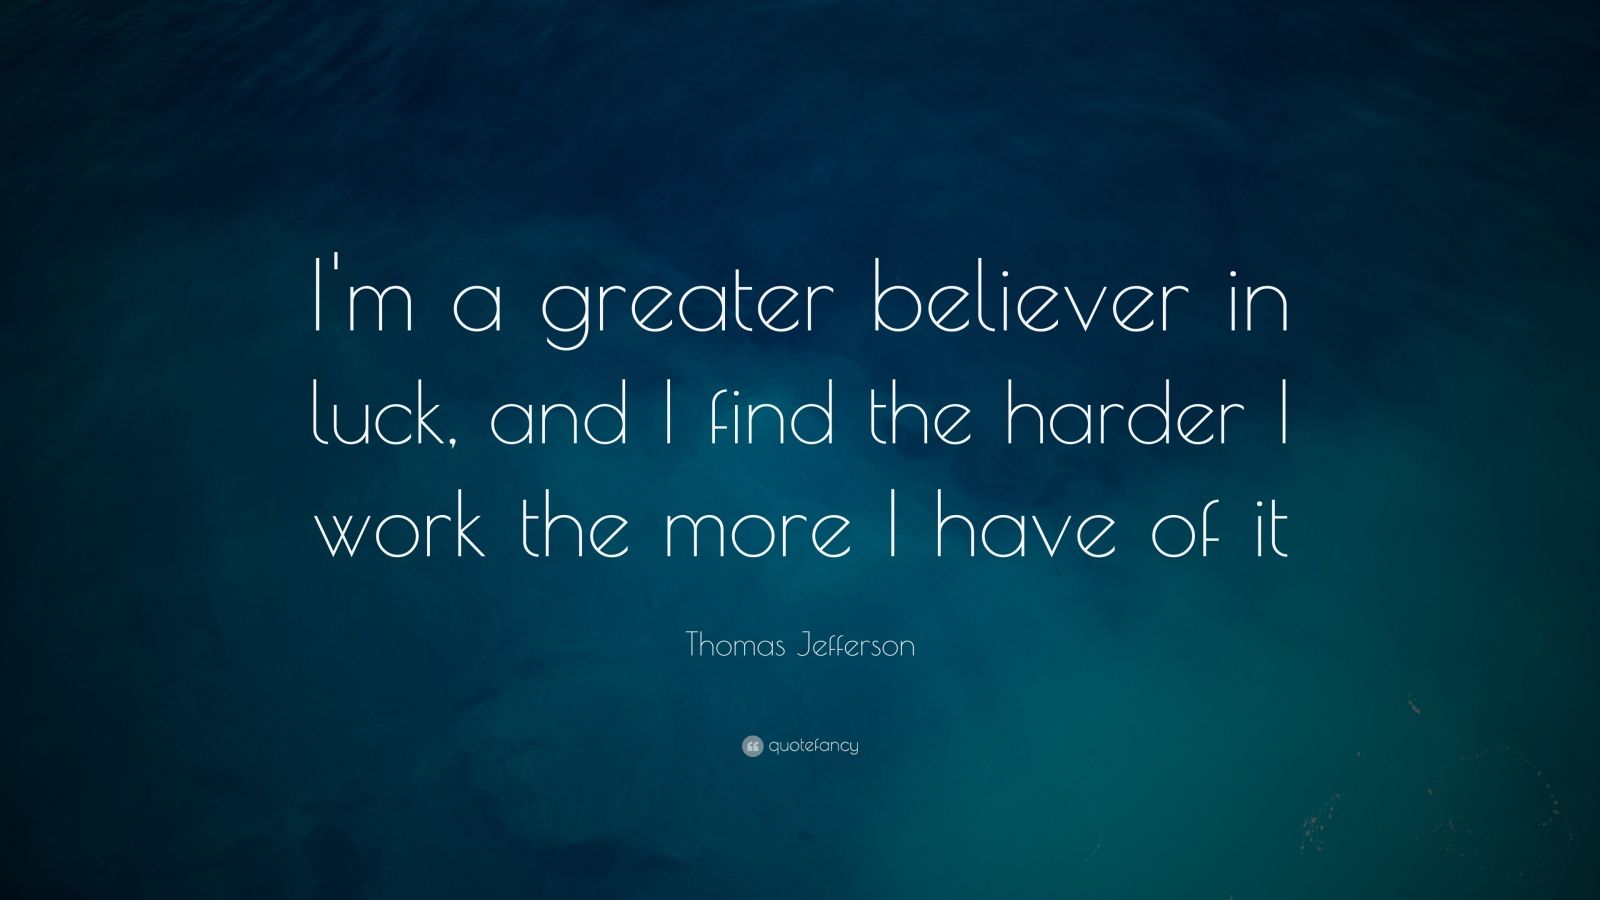 I'm a greater believer in
luck, and I find the harder I
work the more I have of it
Thomas Jefferson
quotefancy